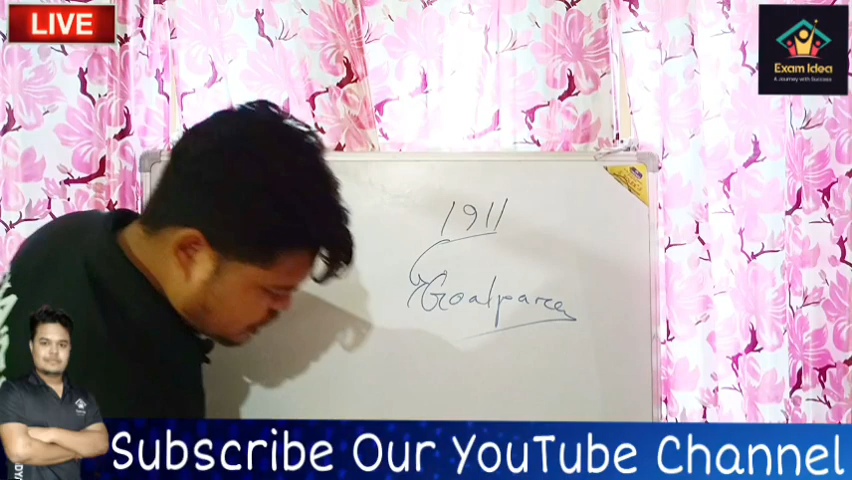 LIVE
Exam Idea
A Journey with Success
1911
Goalpara
Subscribe Our YouTube Channel